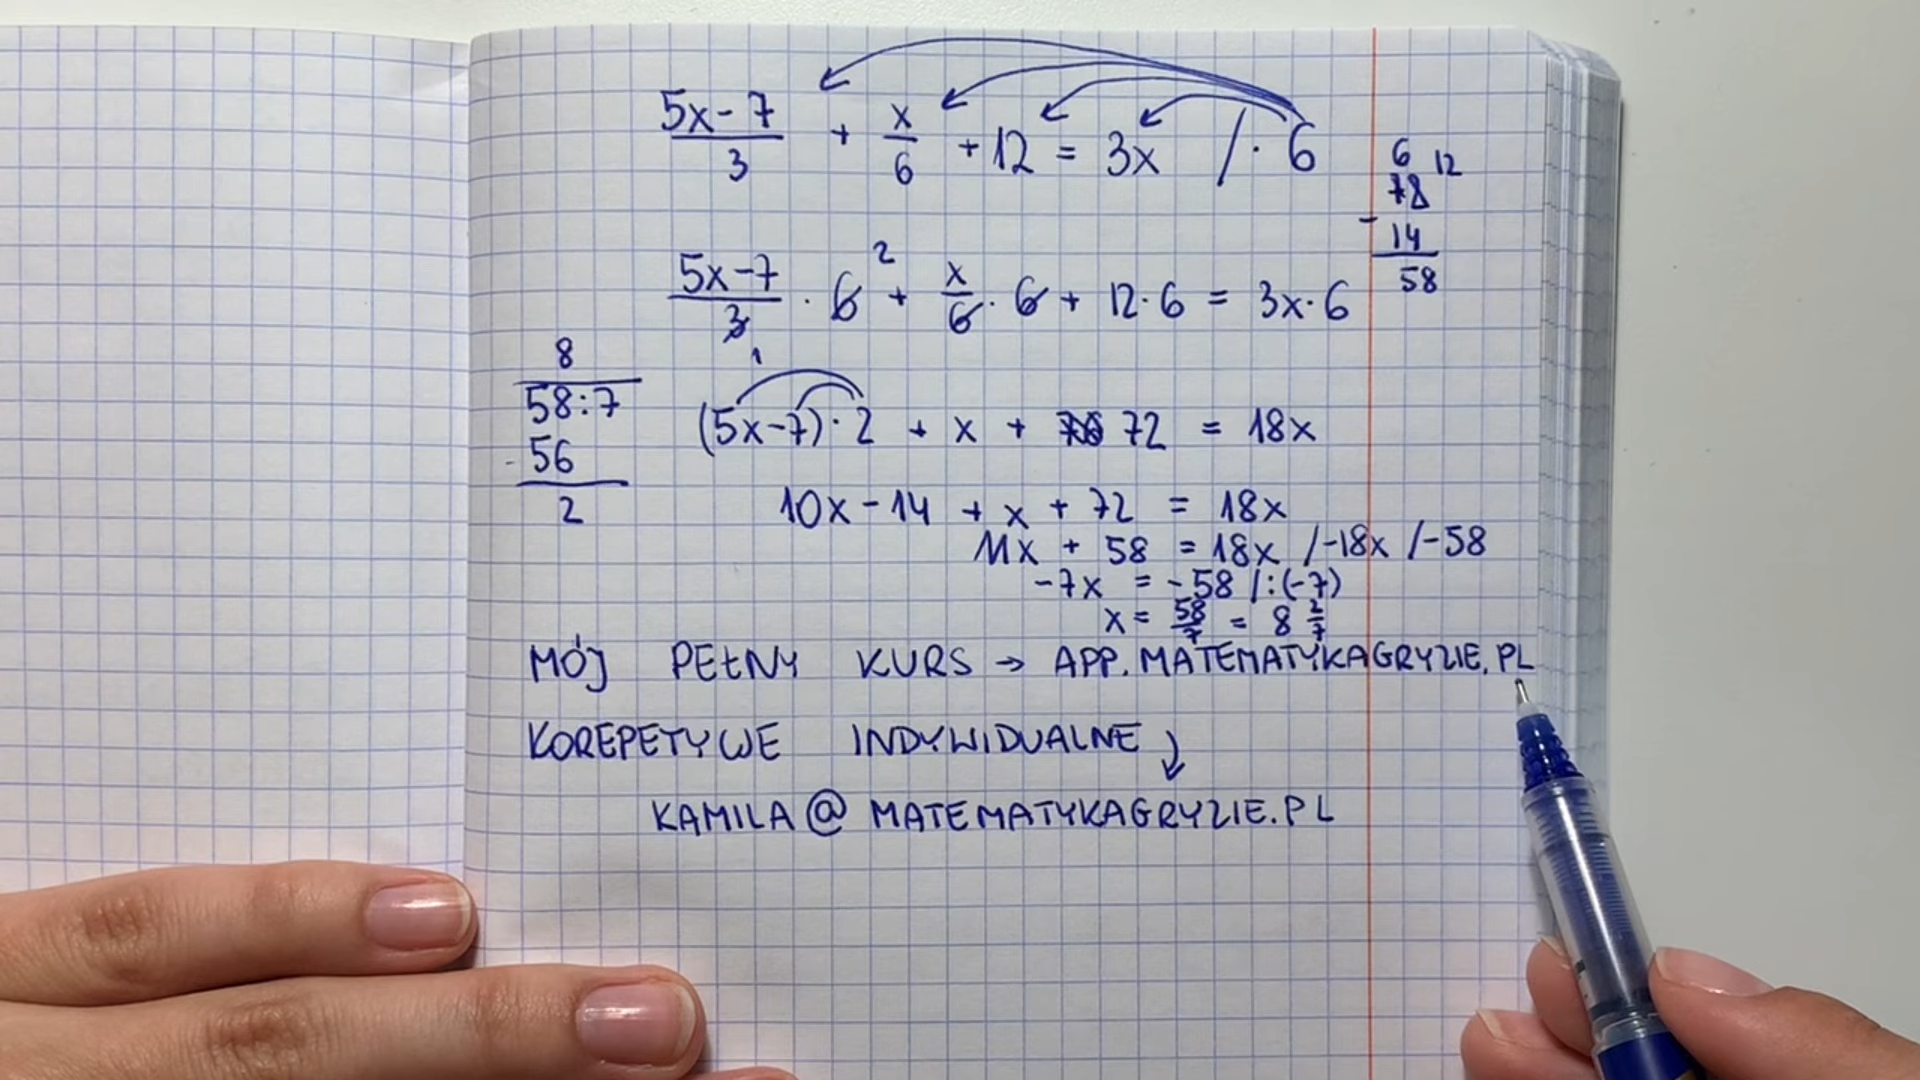 5x-7/3 + x/6 + 12 = 3x /· 6
6 12
78
- 14
58
5x-7/3 · 6 2 + x/6 · 6 + 12·6 = 3x·6
1
8
58:7
- 56
2
(5x-7)·2 + x + 72 = 18x
10x-14 + x + 72 = 18x
11x + 58 = 18x /-18x /-58
-7x = -58 /:(-7)
x = 58/7 = 8 2/7
MÓJ PEŁNY KURS → APP.MATEMATYKAGRYZIE.PL
KOREPETYWE INDYWIDUALNE
KAMILA@MATEMATYKAGRYZIE.PL